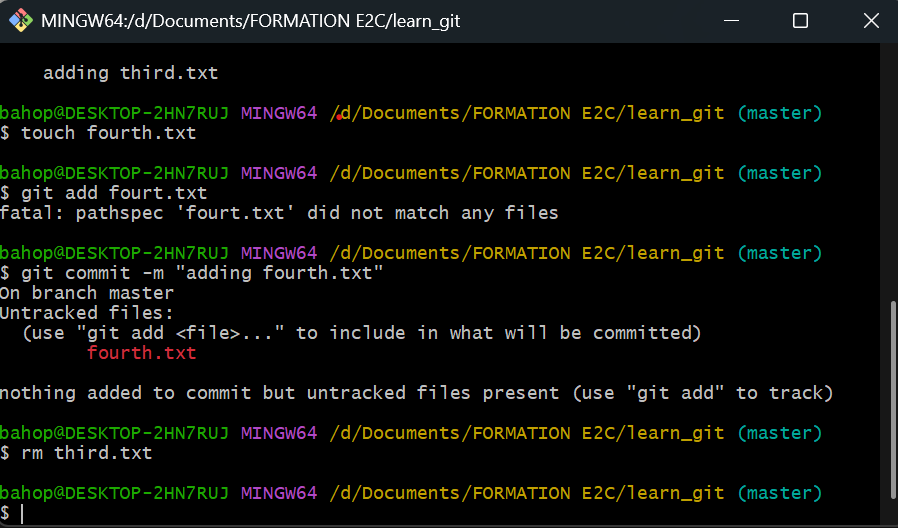 MINGW64:/d/Documents/FORMATION E2C/learn_git
adding third.txt
bahop@DESKTOP-2HN7RUJ MINGW64 /d/Documents/FORMATION E2C/learn_git (master)
$ touch fourth.txt
bahop@DESKTOP-2HN7RUJ MINGW64 /d/Documents/FORMATION E2C/learn_git (master)
$ git add fourt.txt
fatal: pathspec 'fourt.txt' did not match any files
bahop@DESKTOP-2HN7RUJ MINGW64 /d/Documents/FORMATION E2C/learn_git (master)
$ git commit -m "adding fourth.txt"
On branch master
Untracked files:
(use "git add <file>..." to include in what will be committed)
fourth.txt
nothing added to commit but untracked files present (use "git add" to track)
bahop@DESKTOP-2HN7RUJ MINGW64 /d/Documents/FORMATION E2C/learn_git (master)
$ rm third.txt
bahop@DESKTOP-2HN7RUJ MINGW64 /d/Documents/FORMATION E2C/learn_git (master)
$